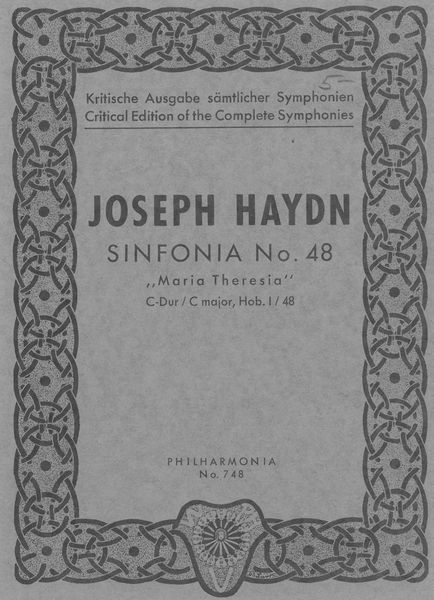 5-
Kritische Ausgabe sämtlicher Symphonien
Critical Edition of the Complete Symphonies
JOSEPH HAYDN
SINFONIA No. 48
„Maria Theresia“
C-Dur / C major, Hob. I / 48
PHILHARMONIA
No. 748